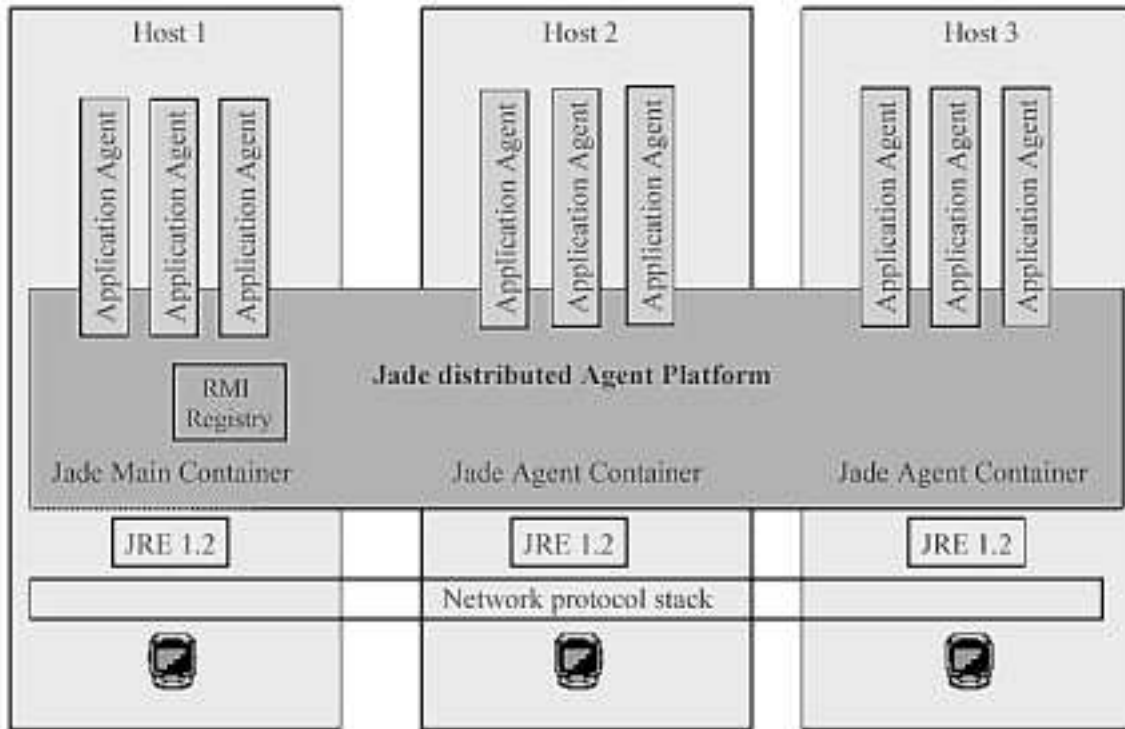 Host 1
Host 2
Host 3
Application Agent
Application Agent
Application Agent
Application Agent
Application Agent
Application Agent
Application Agent
Application Agent
Application Agent
Jade distributed Agent Platform
RMI
Registry
Jade Main Container
Jade Agent Container
Jade Agent Container
JRE 1.2
JRE 1.2
JRE 1.2
Network protocol stack